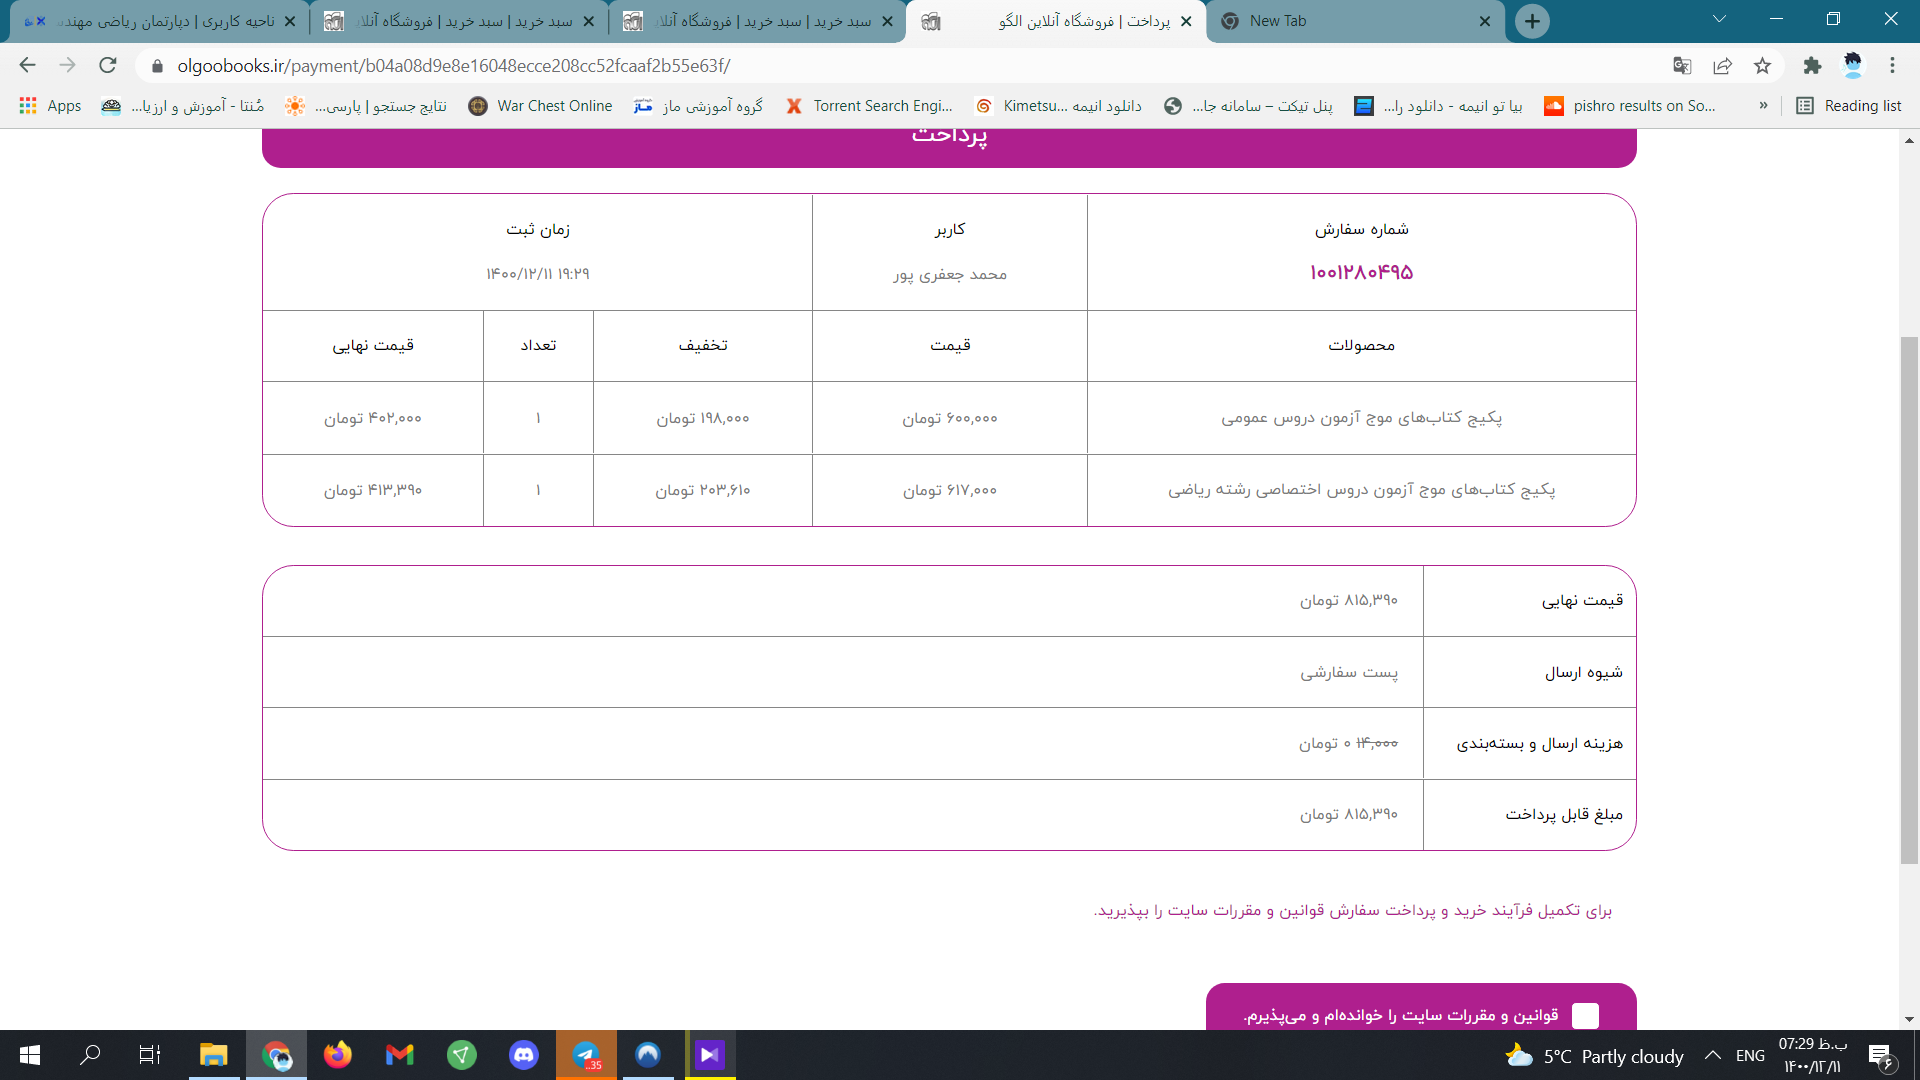 ناحیه کاربری | دپارتمان ریاضی مهندس
سبد خرید | سبد خرید | فروشگاه آنلای
سبد خرید | سبد خرید | فروشگاه آنلای
پرداخت | فروشگاه آنلاین الگو
New Tab
olgoobooks.ir/payment/b04a08d9e8e16048ecce208cc52fcaaf2b55e63f/
Apps
مُنتا - آموزش و ارزیا...
نتایج جستجو | پارسی...
War Chest Online
گروه آموزشی ماز
Torrent Search Engi...
دانلود انیمه Kimetsu...
پنل تیکت – سامانه جا...
بیا تو انیمه - دانلود را...
pishro results on So...
»
Reading list
پرداخت
شماره سفارش
کاربر
زمان ثبت
۱۰۰۱۲۸۰۴۹۵
محمد جعفری پور
۱۴۰۰/۱۲/۱۱ ۱۹:۲۹
محصولات
قیمت
تخفیف
تعداد
قیمت نهایی
پکیج کتاب‌های موج آزمون دروس عمومی
۶۰۰,۰۰۰ تومان
۱۹۸,۰۰۰ تومان
۱
۴۰۲,۰۰۰ تومان
پکیج کتاب‌های موج آزمون دروس اختصاصی رشته ریاضی
۶۱۷,۰۰۰ تومان
۲۰۳,۶۱۰ تومان
۱
۴۱۳,۳۹۰ تومان
قیمت نهایی
۸۱۵,۳۹۰ تومان
شیوه ارسال
پست سفارشی
هزینه ارسال و بسته‌بندی
۱۴,۰۰۰ ۰ تومان
مبلغ قابل پرداخت
۸۱۵,۳۹۰ تومان
برای تکمیل فرآیند خرید و پرداخت سفارش قوانین و مقررات سایت را بپذیرید.
قوانین و مقررات سایت را خوانده‌ام و می‌پذیرم.
..35
5°C Partly cloudy
ENG
07:29 ب.ظ
۱۴۰۰/۱۲/۱۱
۶